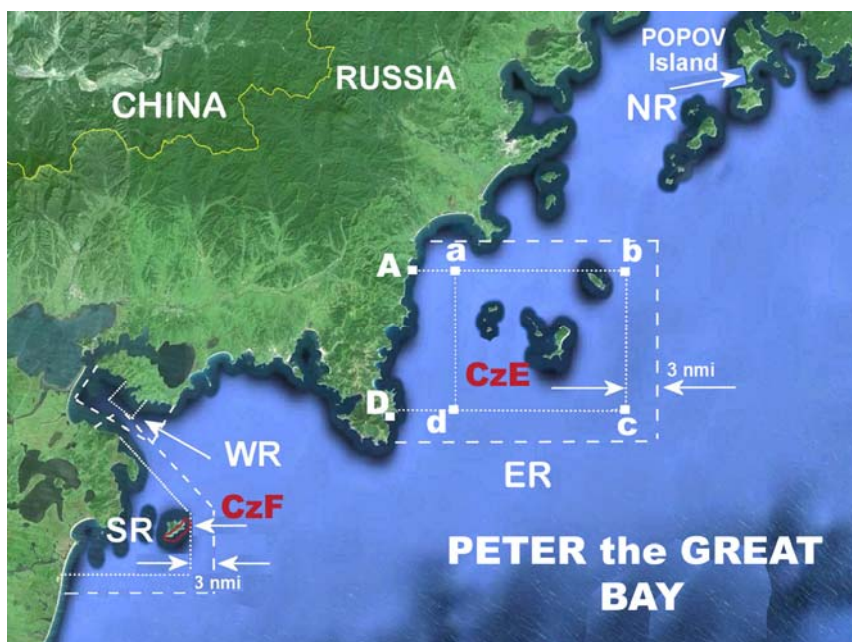 POPOV
Island
NR
RUSSIA
CHINA
A a b
CzE
3 nmi
D d c
WR
ER
CzF
SR
3 nmi
PETER the GREAT
BAY